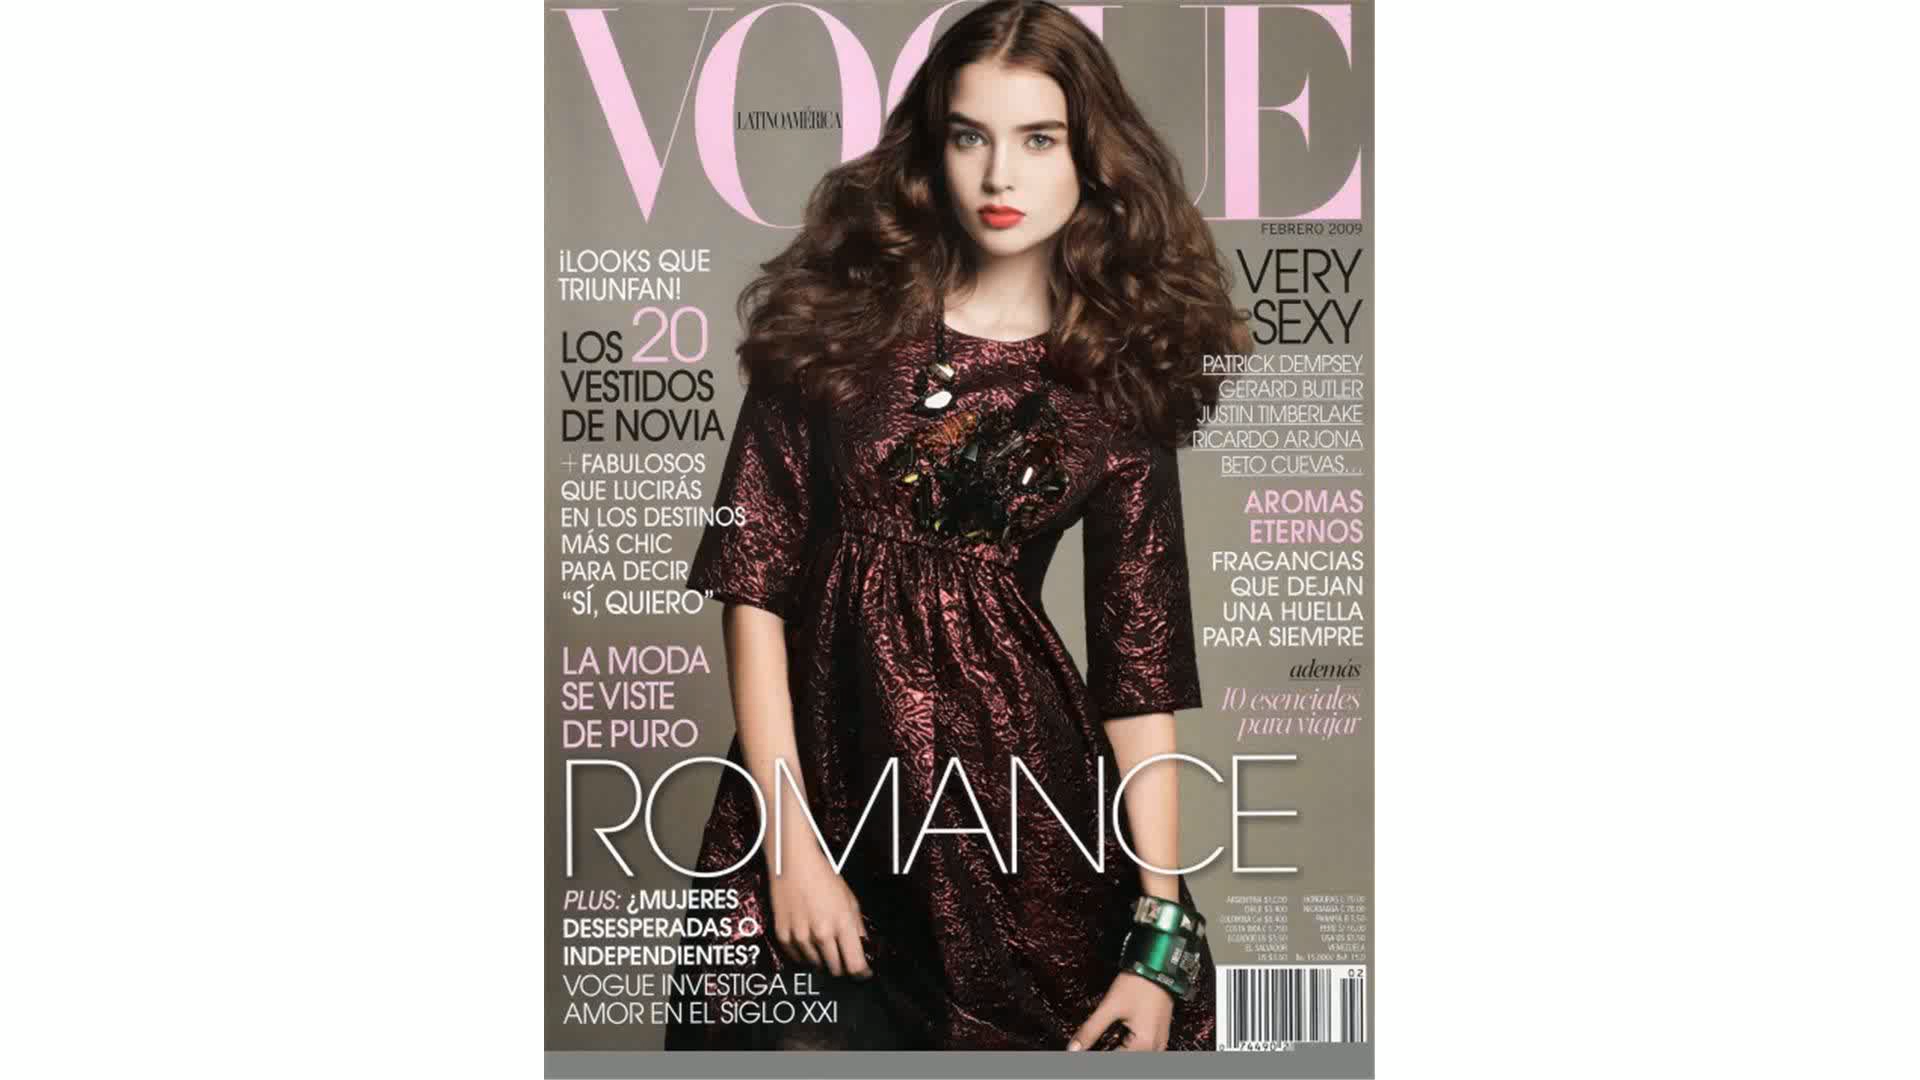 VOGUE
LATINOAMÉRICA
FEBRERO 2009
¡LOOKS QUE
TRIUNFAN!
LOS 20
VESTIDOS
DE NOVIA
+ FABULOSOS
QUE LUCIRÁS
EN LOS DESTINOS
MÁS CHIC
PARA DECIR
“SÍ, QUIERO”
LA MODA
SE VISTE
DE PURO
ROMANCE
PLUS: ¿MUJERES
DESESPERADAS O
INDEPENDIENTES?
VOGUE INVESTIGA EL
AMOR EN EL SIGLO XXI
VERY
SEXY
PATRICK DEMPSEY
GERARD BUTLER
JUSTIN TIMBERLAKE
RICARDO ARJONA
BETO CUEVAS...
AROMAS
ETERNOS
FRAGANCIAS
QUE DEJAN
UNA HUELLA
PARA SIEMPRE
además
10 esenciales
para viajar
02